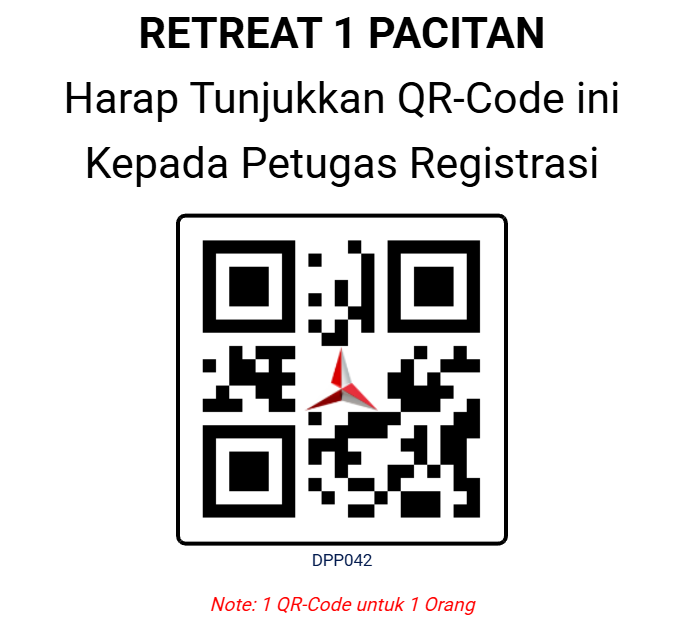 RETREAT 1 PACITAN
Harap Tunjukkan QR-Code ini
Kepada Petugas Registrasi
DPP042
Note: 1 QR-Code untuk 1 Orang